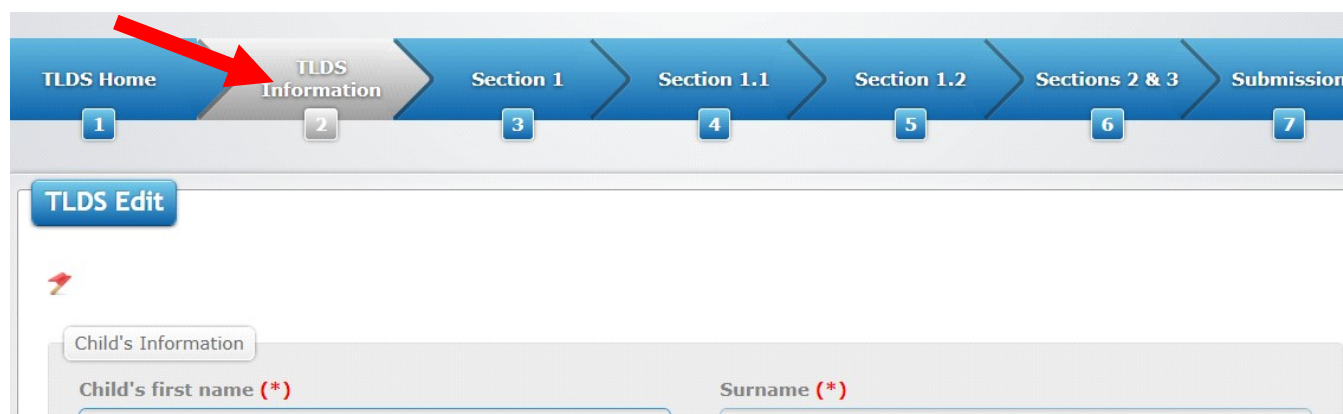 TLDS Home
1
TLDS
Information
2
Section 1
3
Section 1.1
4
Section 1.2
5
Sections 2 & 3
6
Submission
7
TLDS Edit
Child's Information
Child's first name (*)
Surname (*)